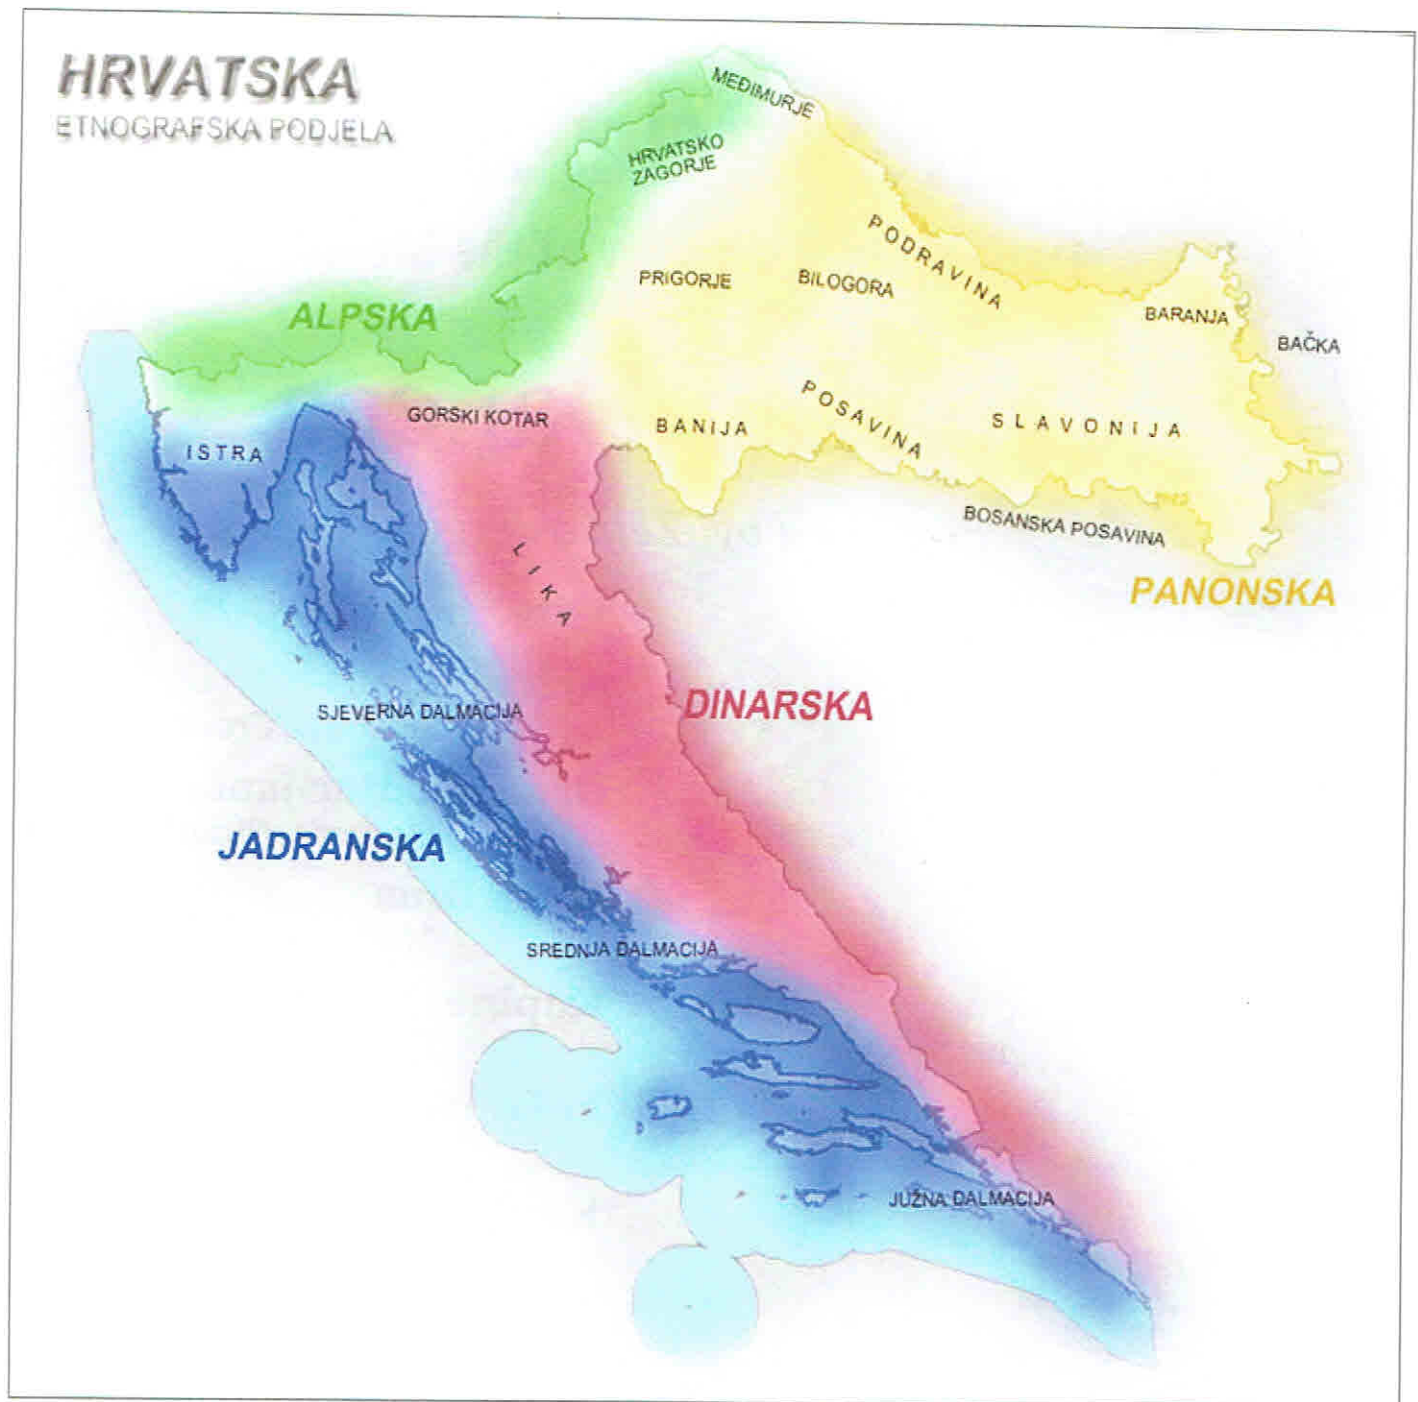 HRVATSKA
ETNOGRAFSKA PODJELA
MEĐIMURJE
HRVATSKO
ZAGORJE
PODRAVINA
PRIGORJE
BILOGORA
ALPSKA
BARANJA
BAČKA
GORSKI KOTAR
BANIJA
POSAVINA
SLAVONIJA
ISTRA
BOSANSKA POSAVINA
LIKA
PANONSKA
DINARSKA
SJEVERNA DALMACIJA
JADRANSKA
SREDNJA DALMACIJA
JUŽNA DALMACIJA